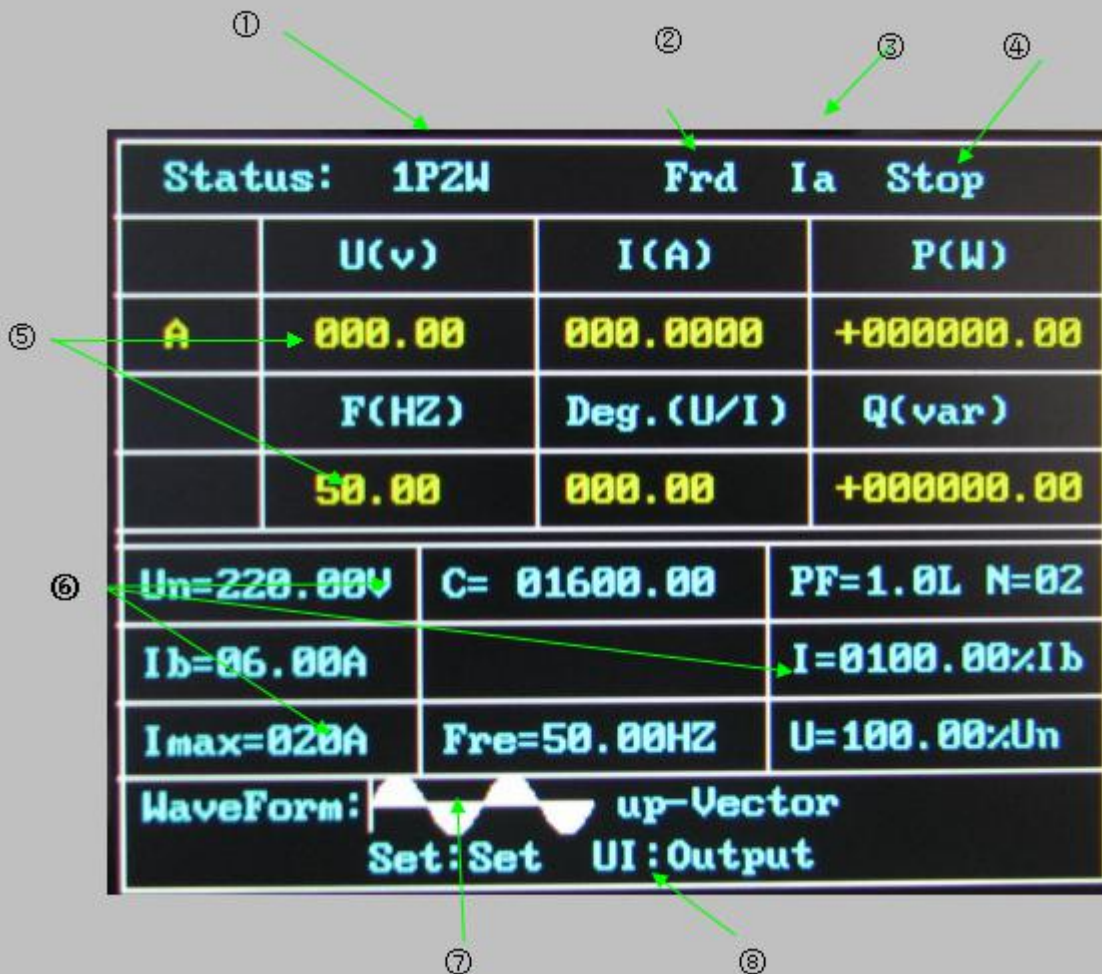 ① ② ③ ④
Status: 1P2W Frd Ia Stop
U(v) I(A) P(W)
⑤
A 000.00 000.0000 +000000.00
F(HZ) Deg.(U/I) Q(var)
50.00 000.00 +000000.00
⑥
Un=220.00V C= 01600.00 PF=1.0L N=02
Ib=06.00A I=0100.00%Ib
Imax=020A Fre=50.00HZ U=100.00%Un
WaveForm: up-Vector
Set:Set UI:Output
⑦ ⑧